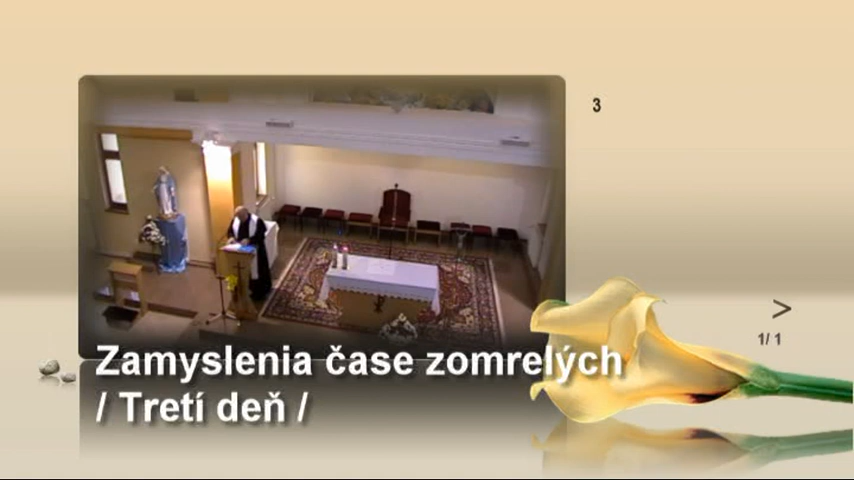 3
>
1/ 1
Zamyslenia čase zomrelých
/ Tretí deň /